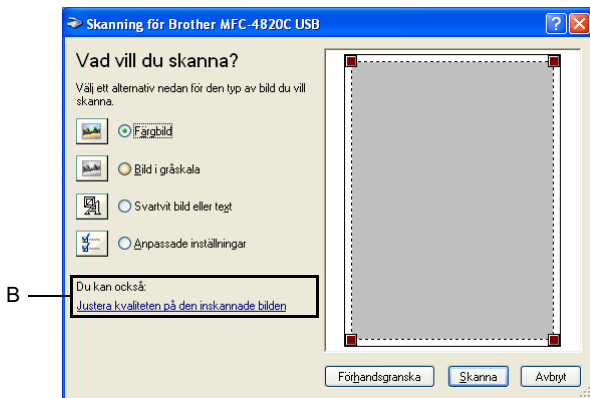 Skanning för Brother MFC-4820C USB
Vad vill du skanna?
Välj ett alternativ nedan för den typ av bild du vill
skanna.
Färgbild
Bild i gråskala
Svartvit bild eller text
Anpassade inställningar
B
Du kan också:
Justera kvaliteten på den inskannade bilden
Förhandsgranska
Skanna
Avbryt